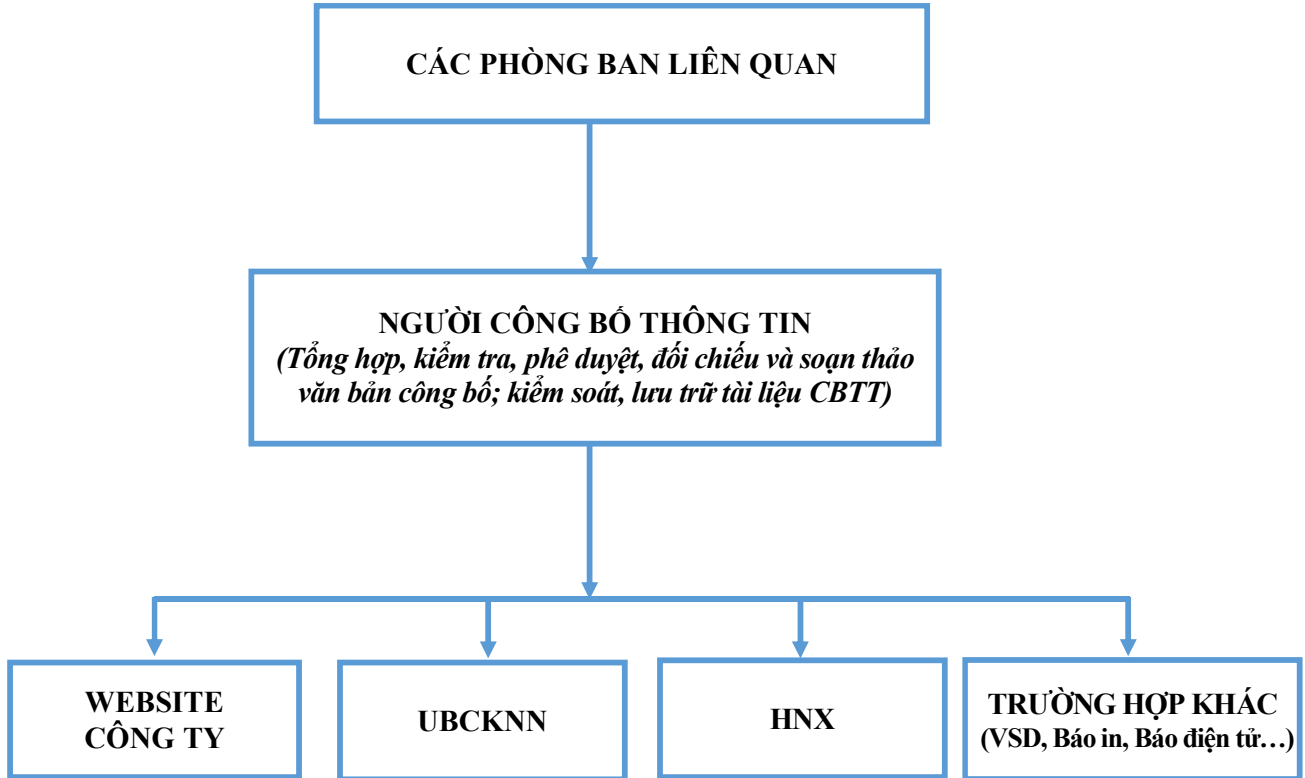 CÁC PHÒNG BAN LIÊN QUAN
NGƯỜI CÔNG BỐ THÔNG TIN
(Tổng hợp, kiểm tra, phê duyệt, đối chiếu và soạn thảo
văn bản công bố; kiểm soát, lưu trữ tài liệu CBTT)
WEBSITE
CÔNG TY
UBCKNN
HNX
TRƯỜNG HỢP KHÁC
(VSD, Báo in, Báo điện tử…)